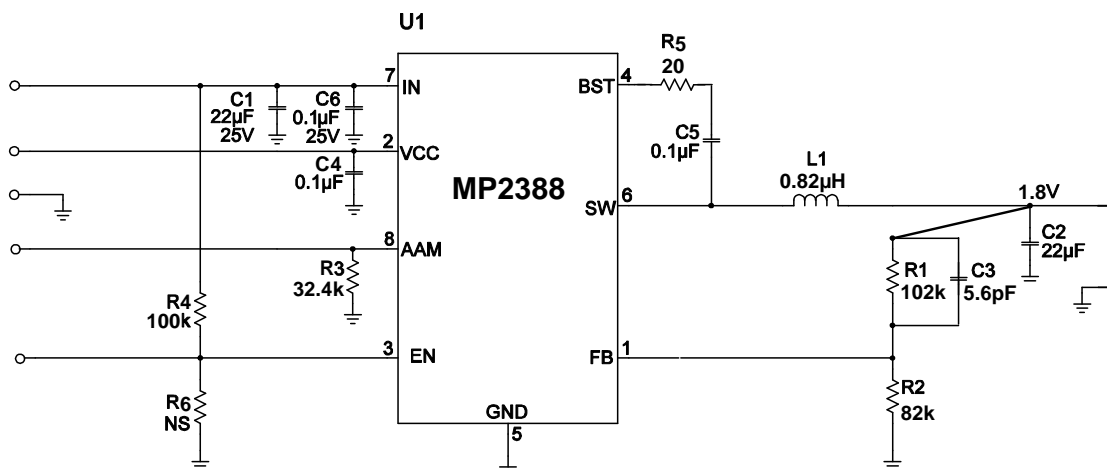 U1
7
IN
C1
22µF
25V
C6
0.1µF
25V
2
VCC
C4
0.1µF
8
AAM
R3
32.4k
R4
100k
3
EN
R6
NS
MP2388
BST
4
R5
20
C5
0.1µF
SW
6
L1
0.82µH
1.8V
C2
22µF
R1
102k
C3
5.6pF
FB
1
R2
82k
GND
5